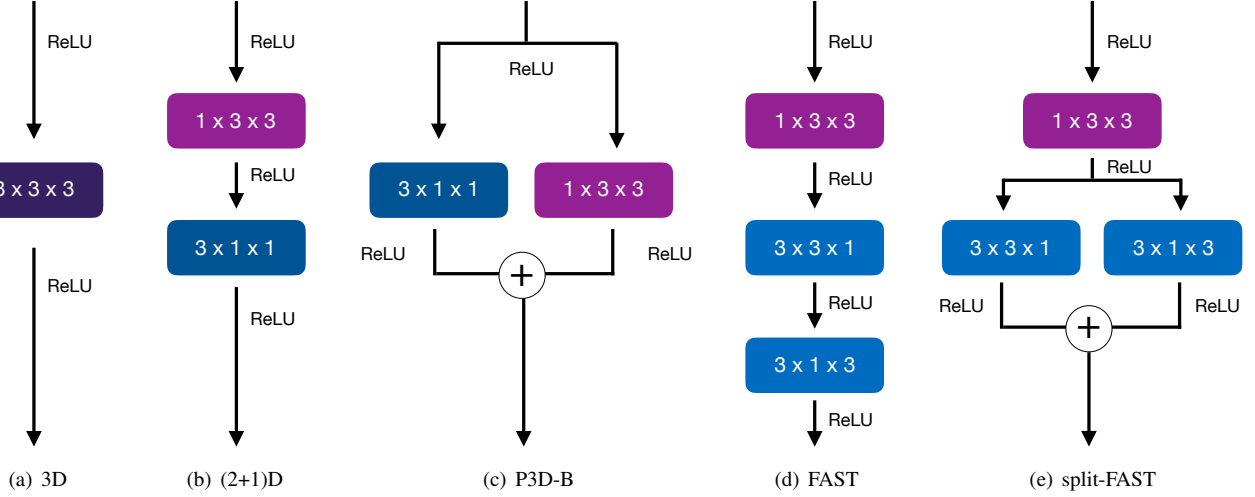 ReLU
3 x 3 x 3
ReLU
(a) 3D
ReLU
1 x 3 x 3
ReLU
3 x 1 x 1
ReLU
(b) (2+1)D
ReLU
3 x 1 x 1
1 x 3 x 3
ReLU
ReLU
+
(c) P3D-B
ReLU
1 x 3 x 3
ReLU
3 x 3 x 1
ReLU
3 x 1 x 3
ReLU
(d) FAST
ReLU
1 x 3 x 3
ReLU
3 x 3 x 1
3 x 1 x 3
ReLU
ReLU
+
(e) split-FAST